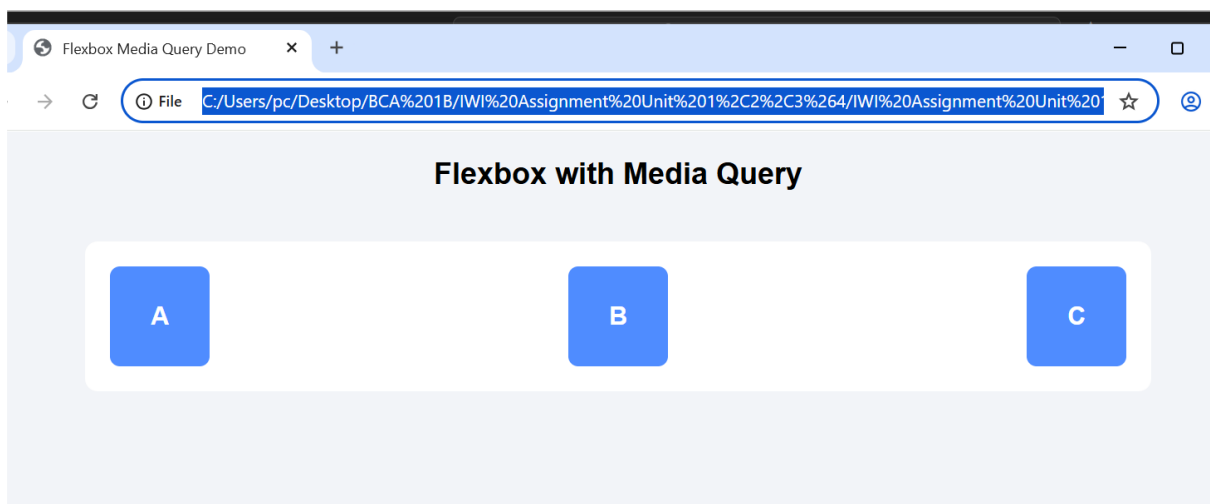 Flexbox Media Query Demo
File C:/Users/pc/Desktop/BCA%201B/IWI%20Assignment%20Unit%201%2C2%2C3%264/IWI%20Assignment%20Unit%201
Flexbox with Media Query
A B C